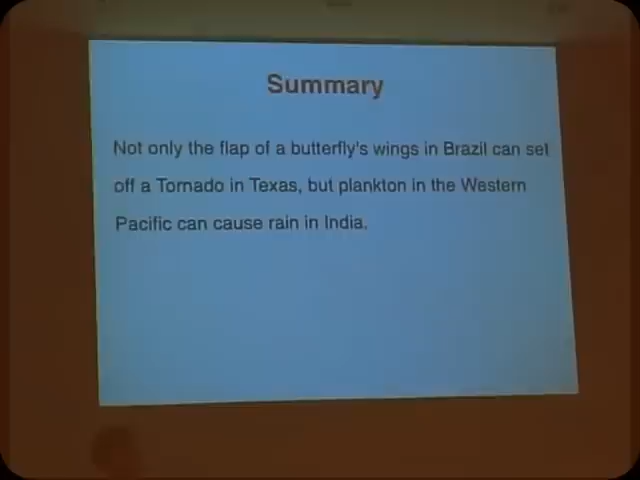 Summary
Not only the flap of a butterfly's wings in Brazil can set
off a Tornado in Texas, but plankton in the Western
Pacific can cause rain in India.